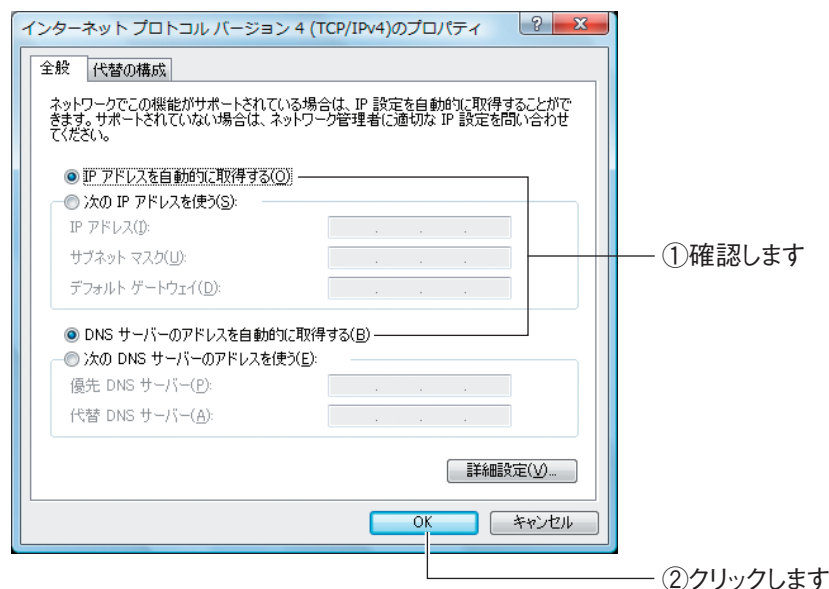 インターネット プロトコル バージョン 4 (TCP/IPv4)のプロパティ
全般
代替の構成
ネットワークでこの機能がサポートされている場合は、IP 設定を自動的に取得することがで
きます。サポートされていない場合は、ネットワーク管理者に適切な IP 設定を問い合わせ
てください。
IP アドレスを自動的に取得する(O)
次の IP アドレスを使う(S):
IP アドレス(I):
サブネット マスク(U):
デフォルト ゲートウェイ(D):
①確認します
DNS サーバーのアドレスを自動的に取得する(B)
次の DNS サーバーのアドレスを使う(E):
優先 DNS サーバー(P):
代替 DNS サーバー(A):
詳細設定(V)...
OK
キャンセル
②クリックします